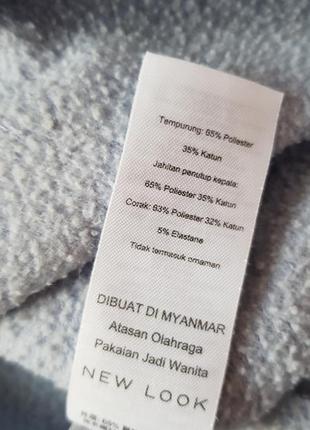 Tempurung: 65% Poliester
35% Katun
Jahitan penutup kepala:
65% Poliester 35% Katun
Corak: 63% Poliester 32% Katun
5% Elastane
Tidak termasuk ornamen
DIBUAT DI MYANMAR
Atasan Olahraga
Pakaian Jadi Wanita
NEW LOOK